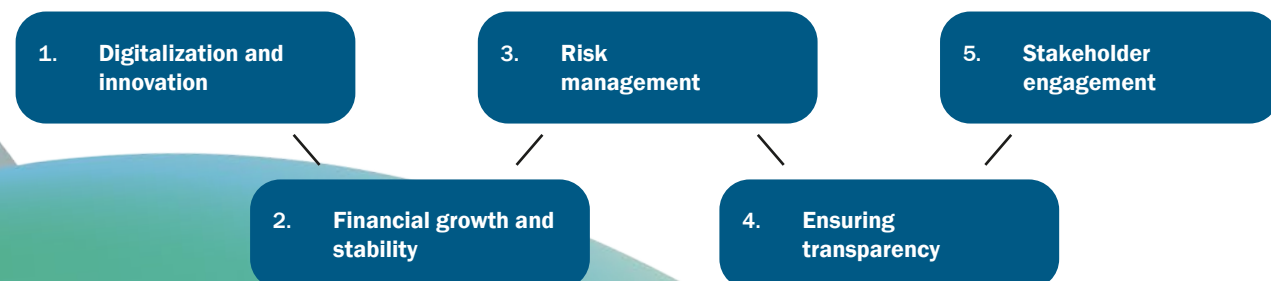 1. Digitalization and
innovation
2. Financial growth and
stability
3. Risk
management
4. Ensuring
transparency
5. Stakeholder
engagement